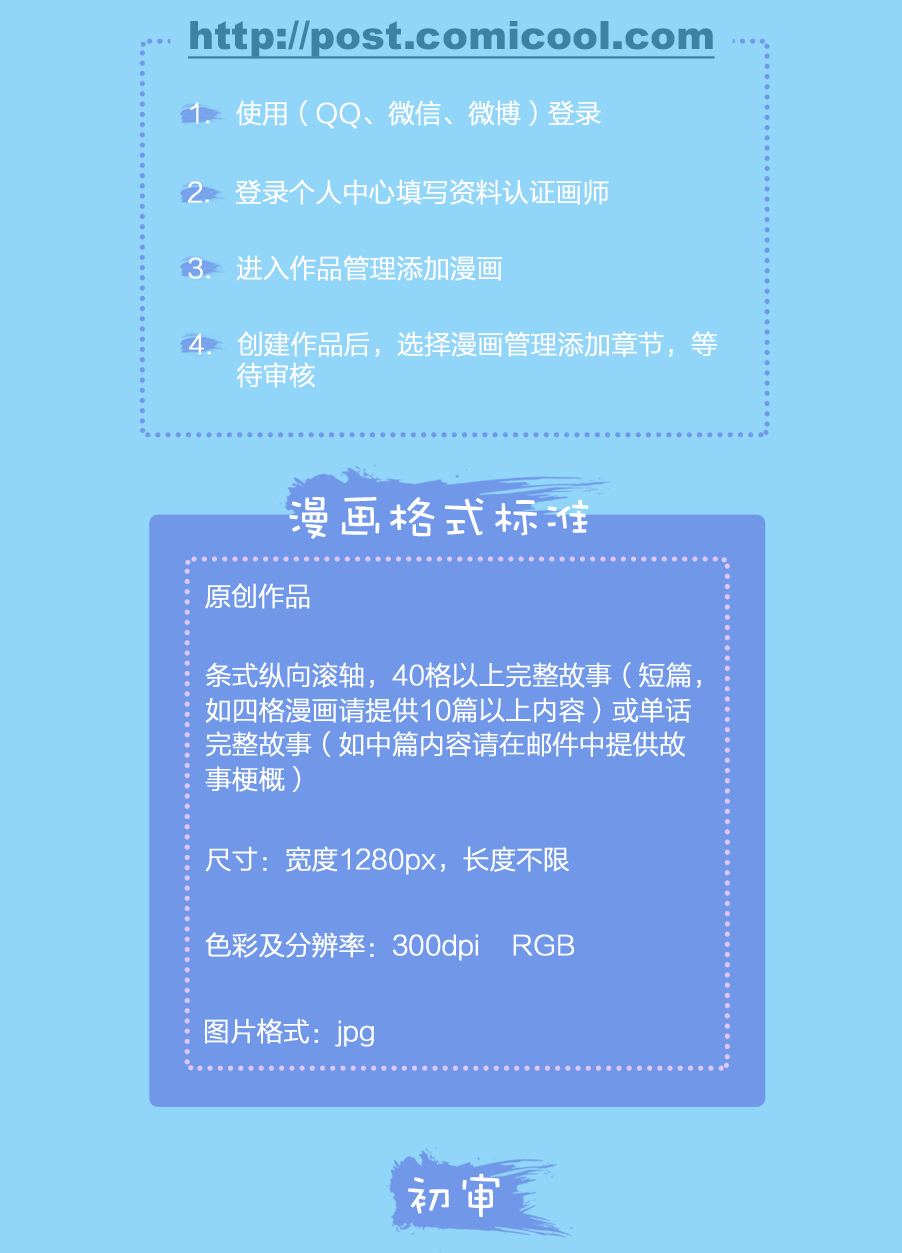 http://post.comicool.com
1. 使用（QQ、微信、微博）登录
2. 登录个人中心填写资料认证画师
3. 进入作品管理添加漫画
4. 创建作品后，选择漫画管理添加章节，等
待审核
漫画格式标准
原创作品
条式纵向滚轴，40格以上完整故事（短篇，
如四格漫画请提供10篇以上内容）或单话
完整故事（如中篇内容请在邮件中提供故
事梗概）
尺寸：宽度1280px，长度不限
色彩及分辨率：300dpi RGB
图片格式：jpg
初审